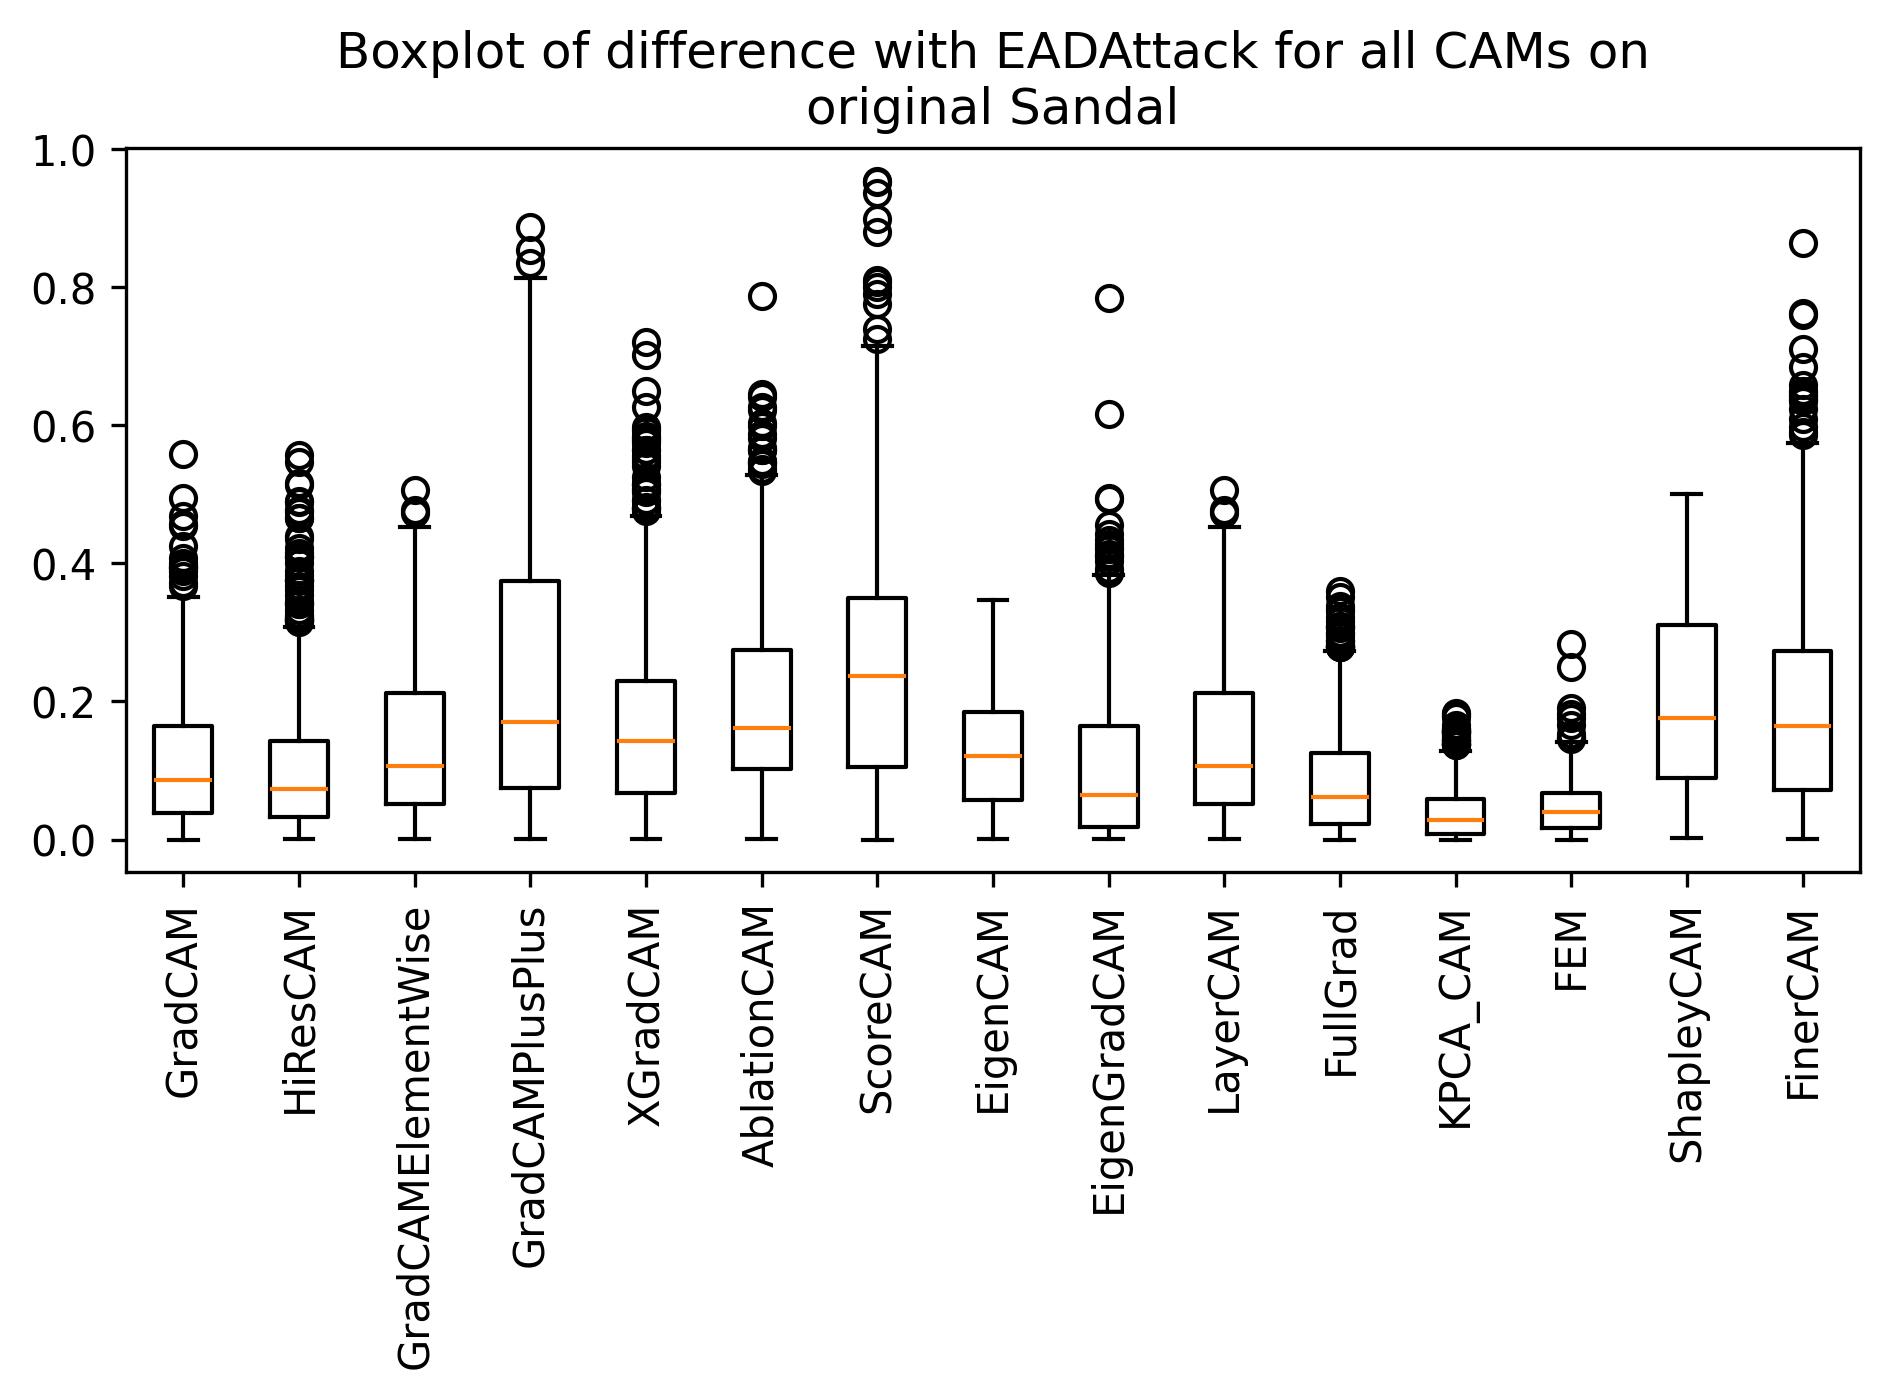 Boxplot of difference with EADAttack for all CAMs on
original Sandal
1.0
0.8
0.6
0.4
0.2
0.0
GradCAM
HiResCAM
GradCAMElementWise
GradCAMPlusPlus
XGradCAM
AblationCAM
ScoreCAM
EigenCAM
EigenGradCAM
LayerCAM
FullGrad
KPCA_CAM
FEM
ShapleyCAM
FinerCAM